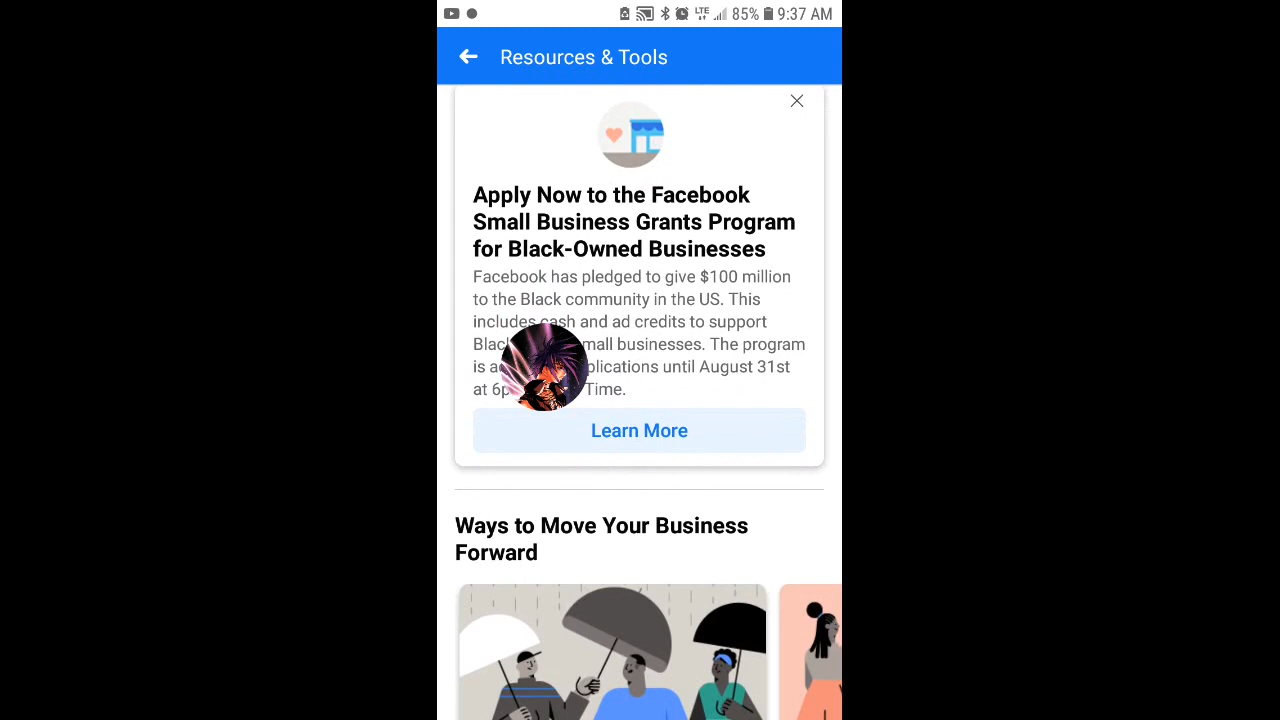 LTE 85% 9:37 AM
Resources & Tools
Apply Now to the Facebook
Small Business Grants Program
for Black-Owned Businesses
Facebook has pledged to give $100 million
to the Black community in the US. This
includes cash and ad credits to support
mall businesses. The program
is plications until August 31st
at Time.
Learn More
Ways to Move Your Business
Forward